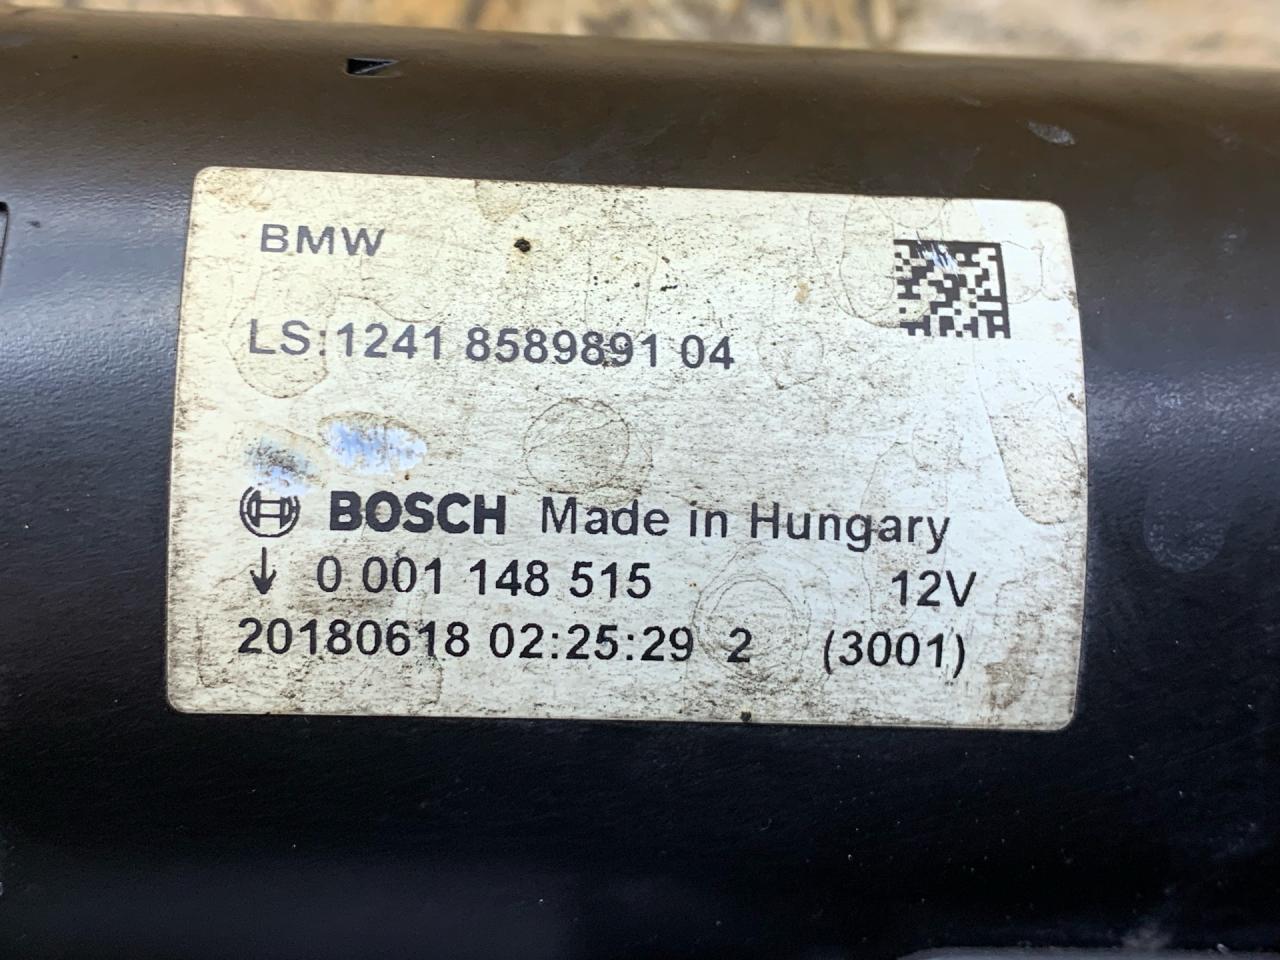 BMW
LS:1241 8589891 04
BOSCH Made in Hungary
↓ 0 001 148 515 12V
20180618 02:25:29 2 (3001)